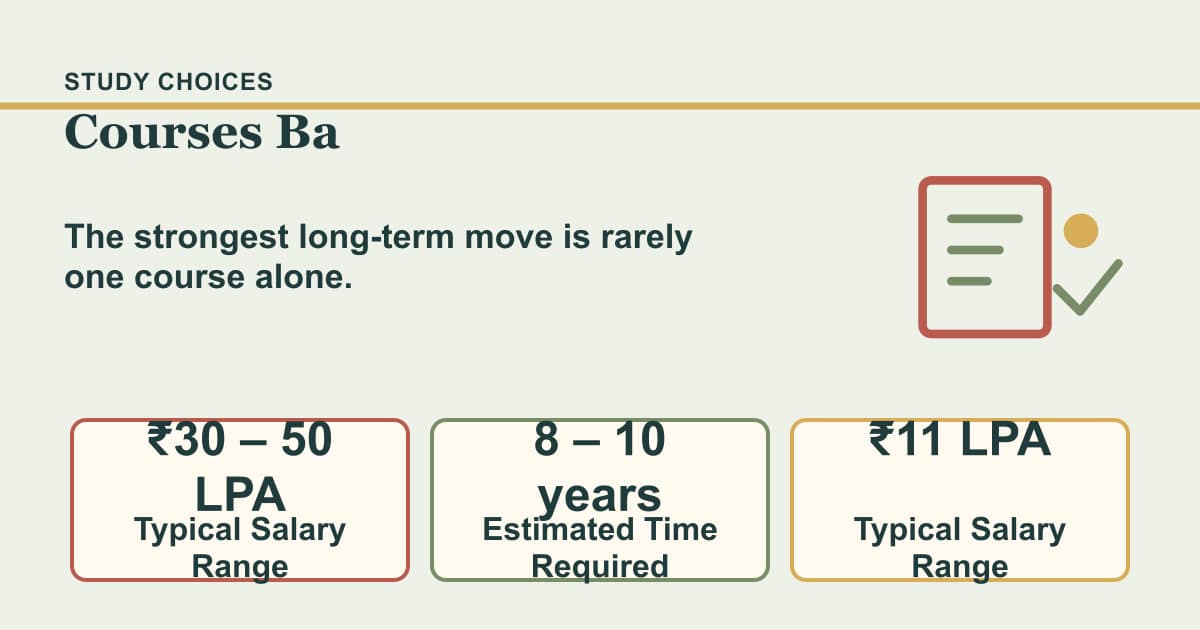 STUDY CHOICES
Courses Ba
The strongest long-term move is rarely
one course alone.
₹30 – 50
LPA
Typical Salary
Range
8 – 10
years
Estimated Time
Required
₹11 LPA
Typical Salary
Range